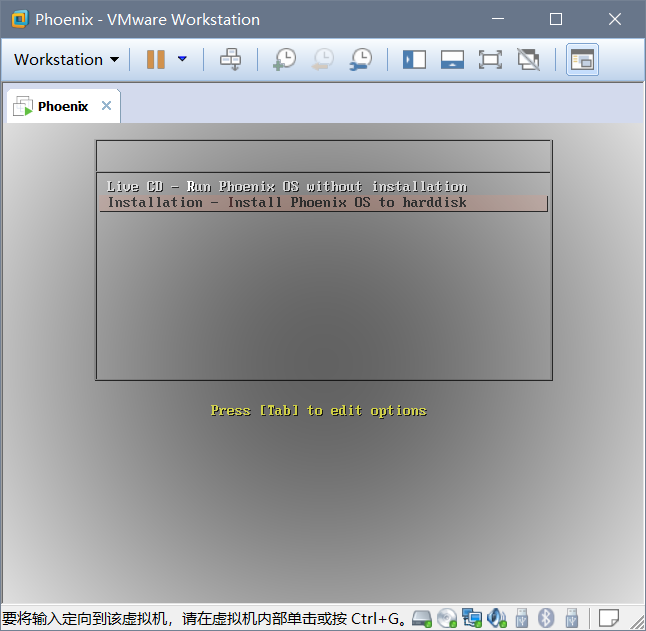 Phoenix - VMware Workstation
Workstation
Phoenix
Live CD - Run Phoenix OS without installation
Installation - Install Phoenix OS to harddisk
Press [Tab] to edit options
要将输入定向到该虚拟机，请在虚拟机内部单击或按 Ctrl+G。